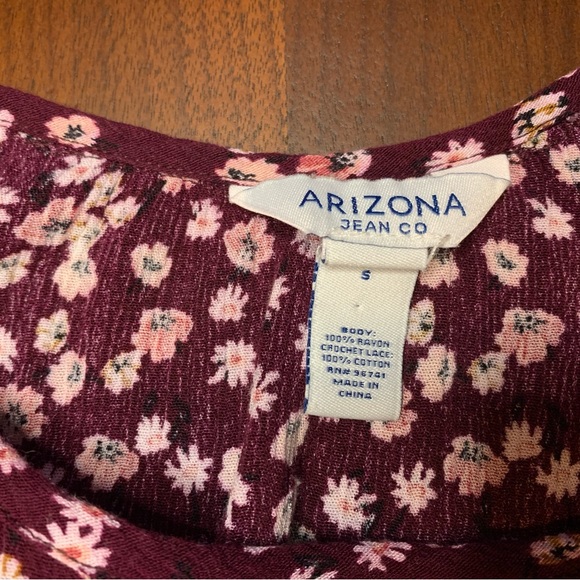 ARIZONA
JEAN CO
S
BODY:
100% RAYON
CROCHET LACE:
100% COTTON
RN# 96741
MADE IN
CHINA